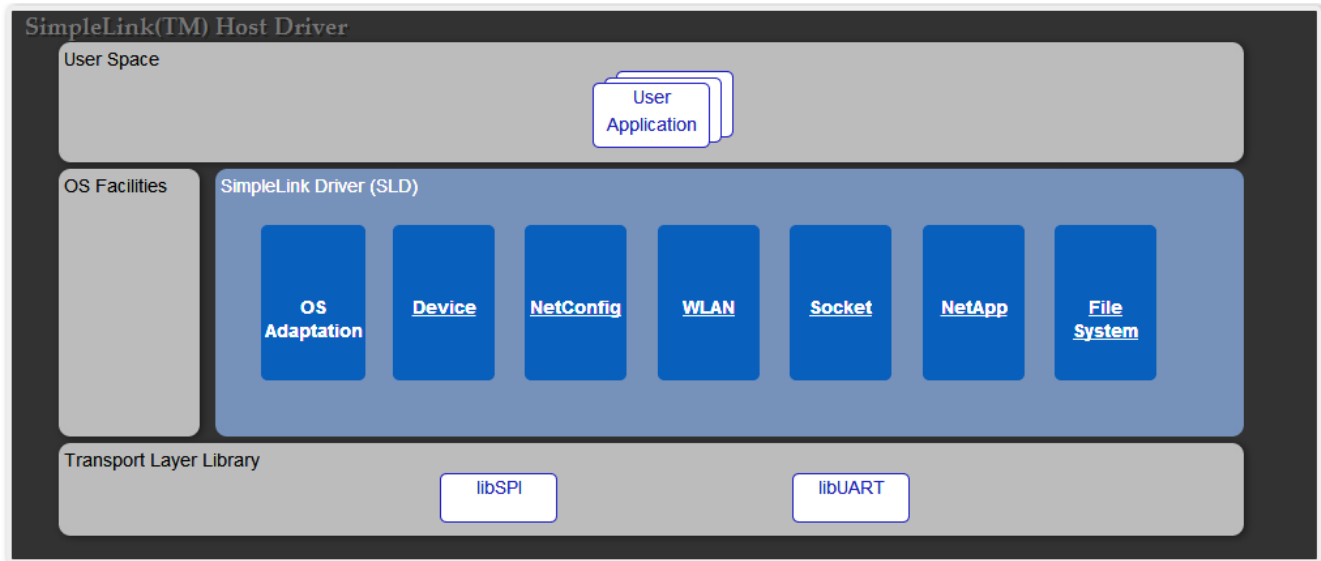 SimpleLink(TM) Host Driver
User Space
User
Application
OS Facilities
SimpleLink Driver (SLD)
OS
Adaptation
Device
NetConfig
WLAN
Socket
NetApp
File
System
Transport Layer Library
libSPI
libUART